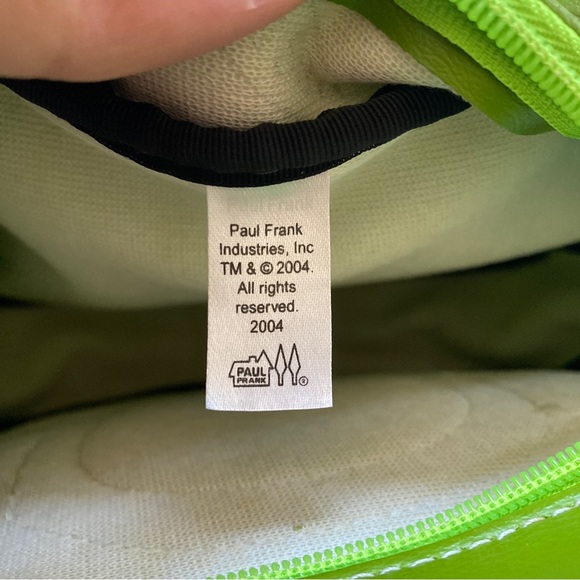 Paul Frank
Industries, Inc
TM & © 2004.
All rights
reserved.
2004
PAUL
FRANK
®